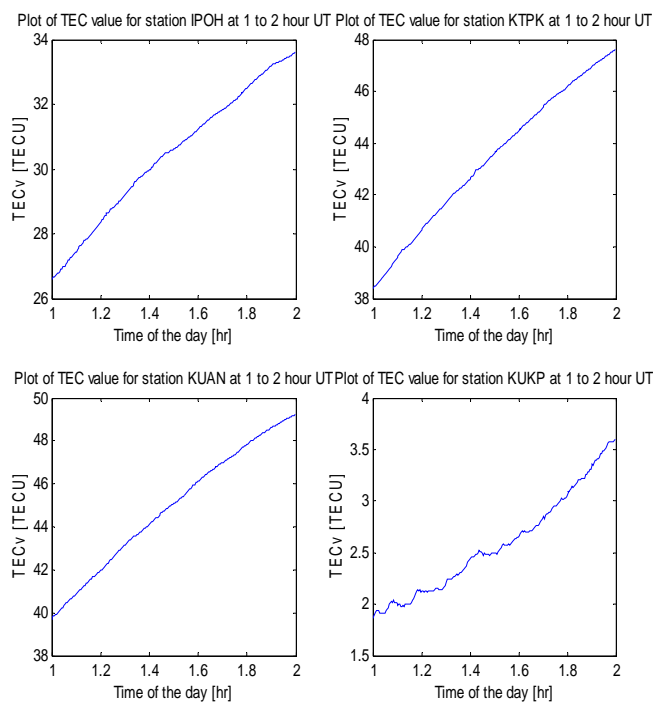 Plot of TEC value for station IPOH at 1 to 2 hour UT
34
32
30
28
26
TECv [TECU]
1 1.2 1.4 1.6 1.8 2
Time of the day [hr]
Plot of TEC value for station KTPK at 1 to 2 hour UT
48
46
44
42
40
38
TECv [TECU]
1 1.2 1.4 1.6 1.8 2
Time of the day [hr]
Plot of TEC value for station KUAN at 1 to 2 hour UT
50
48
46
44
42
40
38
TECv [TECU]
1 1.2 1.4 1.6 1.8 2
Time of the day [hr]
Plot of TEC value for station KUKP at 1 to 2 hour UT
4
3.5
3
2.5
2
1.5
TECv [TECU]
1 1.2 1.4 1.6 1.8 2
Time of the day [hr]